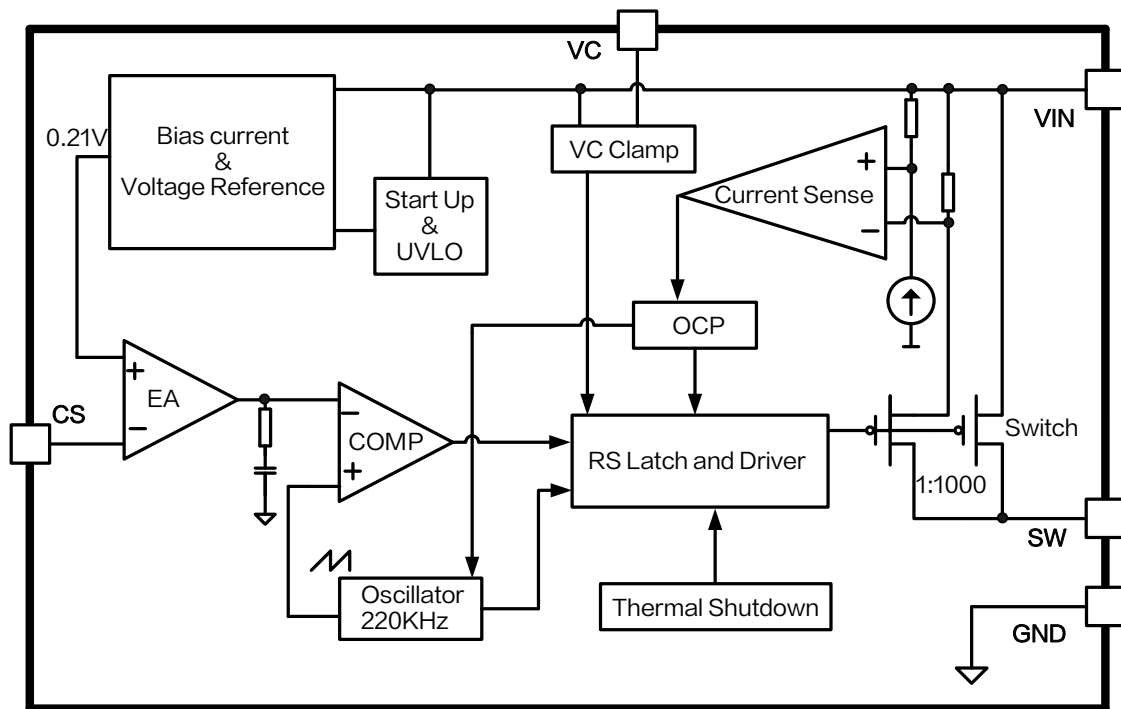 VC
VIN
0.21V
Bias current
&
Voltage Reference
Start Up
&
UVLO
VC Clamp
+
Current Sense
−
OCP
CS
+
EA
−
−
COMP
+
RS Latch and Driver
Switch
1:1000
SW
Oscillator
220KHz
Thermal Shutdown
GND